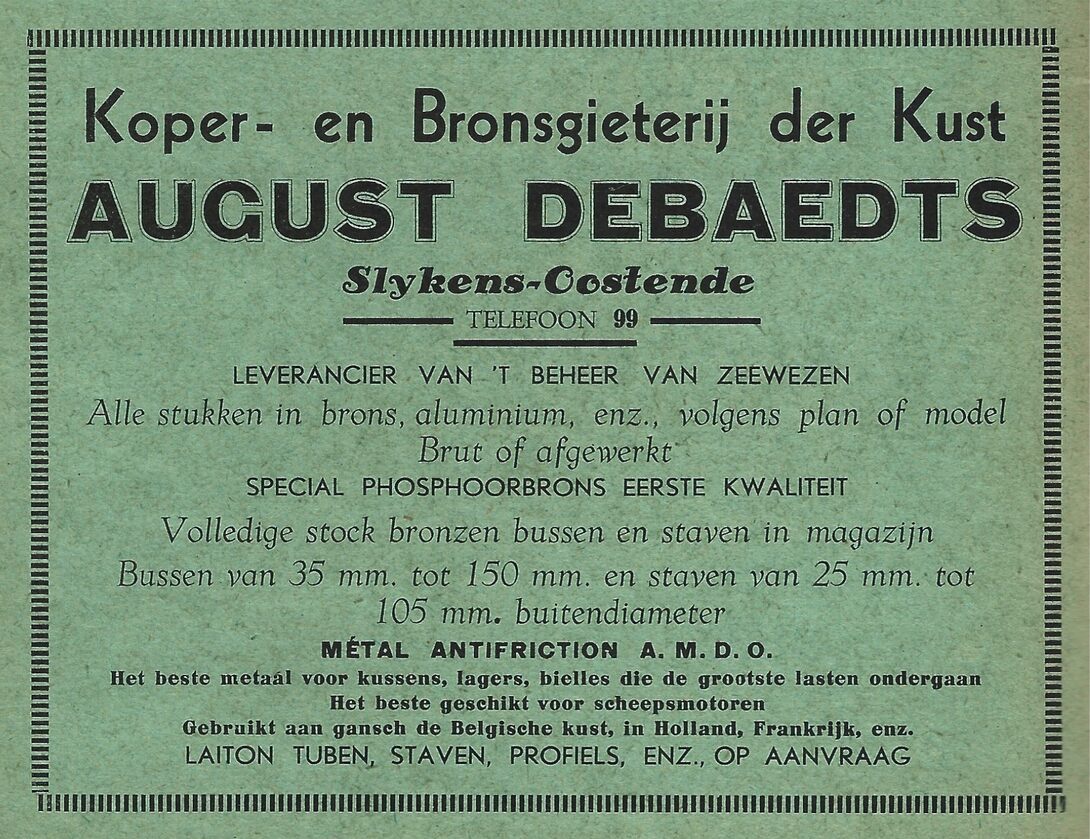 Koper- en Bronsgieterij der Kust
AUGUST DEBAEDTS
Slykens-Oostende
TELEFOON 99
LEVERANCIER VAN 'T BEHEER VAN ZEEWEZEN
Alle stukken in brons, aluminium, enz., volgens plan of model
Brut of afgewerkt
SPECIAL PHOSPHOORBRONS EERSTE KWALITEIT
Volledige stock bronzen bussen en staven in magazijn
Bussen van 35 mm. tot 150 mm. en staven van 25 mm. tot
105 mm. buitendiameter
MÉTAL ANTIFRICTION A. M. D. O.
Het beste metaal voor kussens, lagers, bielles die de grootste lasten ondergaan
Het beste geschikt voor scheepsmotoren
Gebruikt aan gansch de Belgische kust, in Holland, Frankrijk, enz.
LAITON TUBEN, STAVEN, PROFIELS, ENZ., OP AANVRAAG